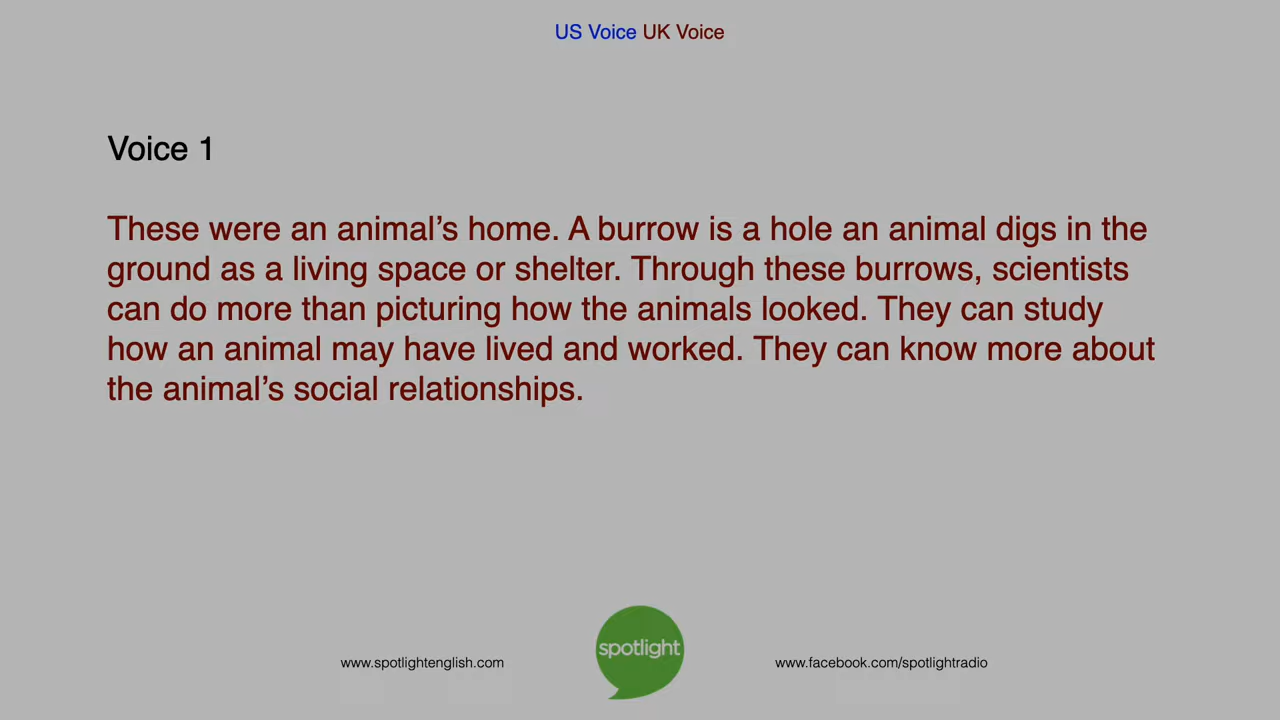 US Voice UK Voice
Voice 1
These were an animal’s home. A burrow is a hole an animal digs in the
ground as a living space or shelter. Through these burrows, scientists
can do more than picturing how the animals looked. They can study
how an animal may have lived and worked. They can know more about
the animal’s social relationships.
spotlight
www.spotlightenglish.com
www.facebook.com/spotlightradio